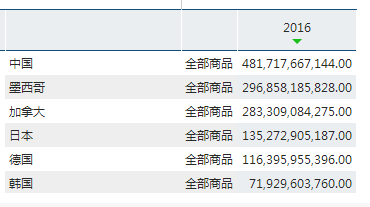 2016
中国 全部商品 481,717,667,144.00
墨西哥 全部商品 296,858,185,828.00
加拿大 全部商品 283,309,084,275.00
日本 全部商品 135,272,905,187.00
德国 全部商品 116,395,955,396.00
韩国 全部商品 71,929,603,760.00